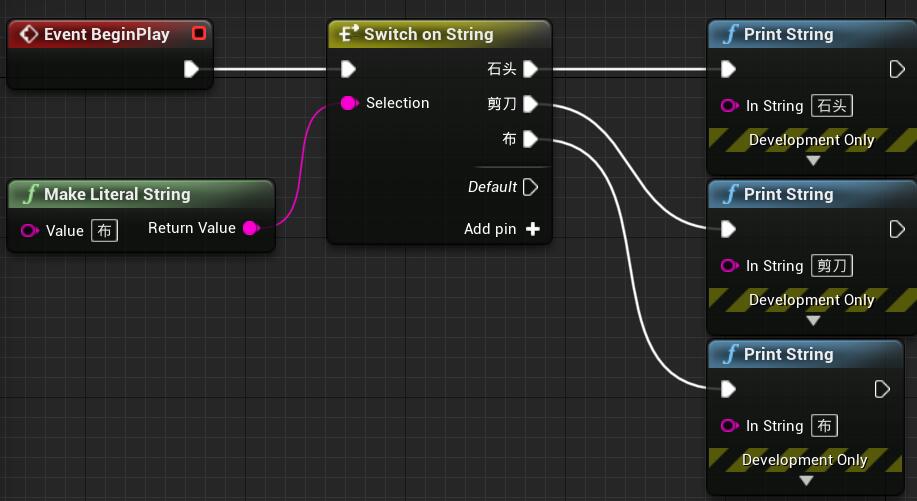 Event BeginPlay
Switch on String
石头
Selection
剪刀
布
Default
Add pin
Make Literal String
Value 布
Return Value
Print String
In String 石头
Development Only
Print String
In String 剪刀
Development Only
Print String
In String 布
Development Only